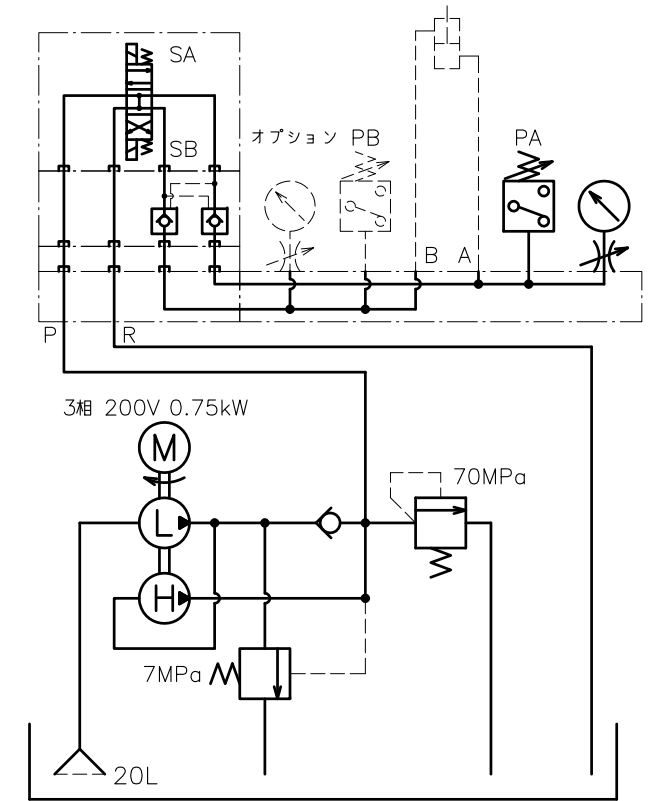 SA
SB
オプション PB
PA
B A
P R
3相 200V 0.75kW
M
L
70MPa
H
7MPa
20L